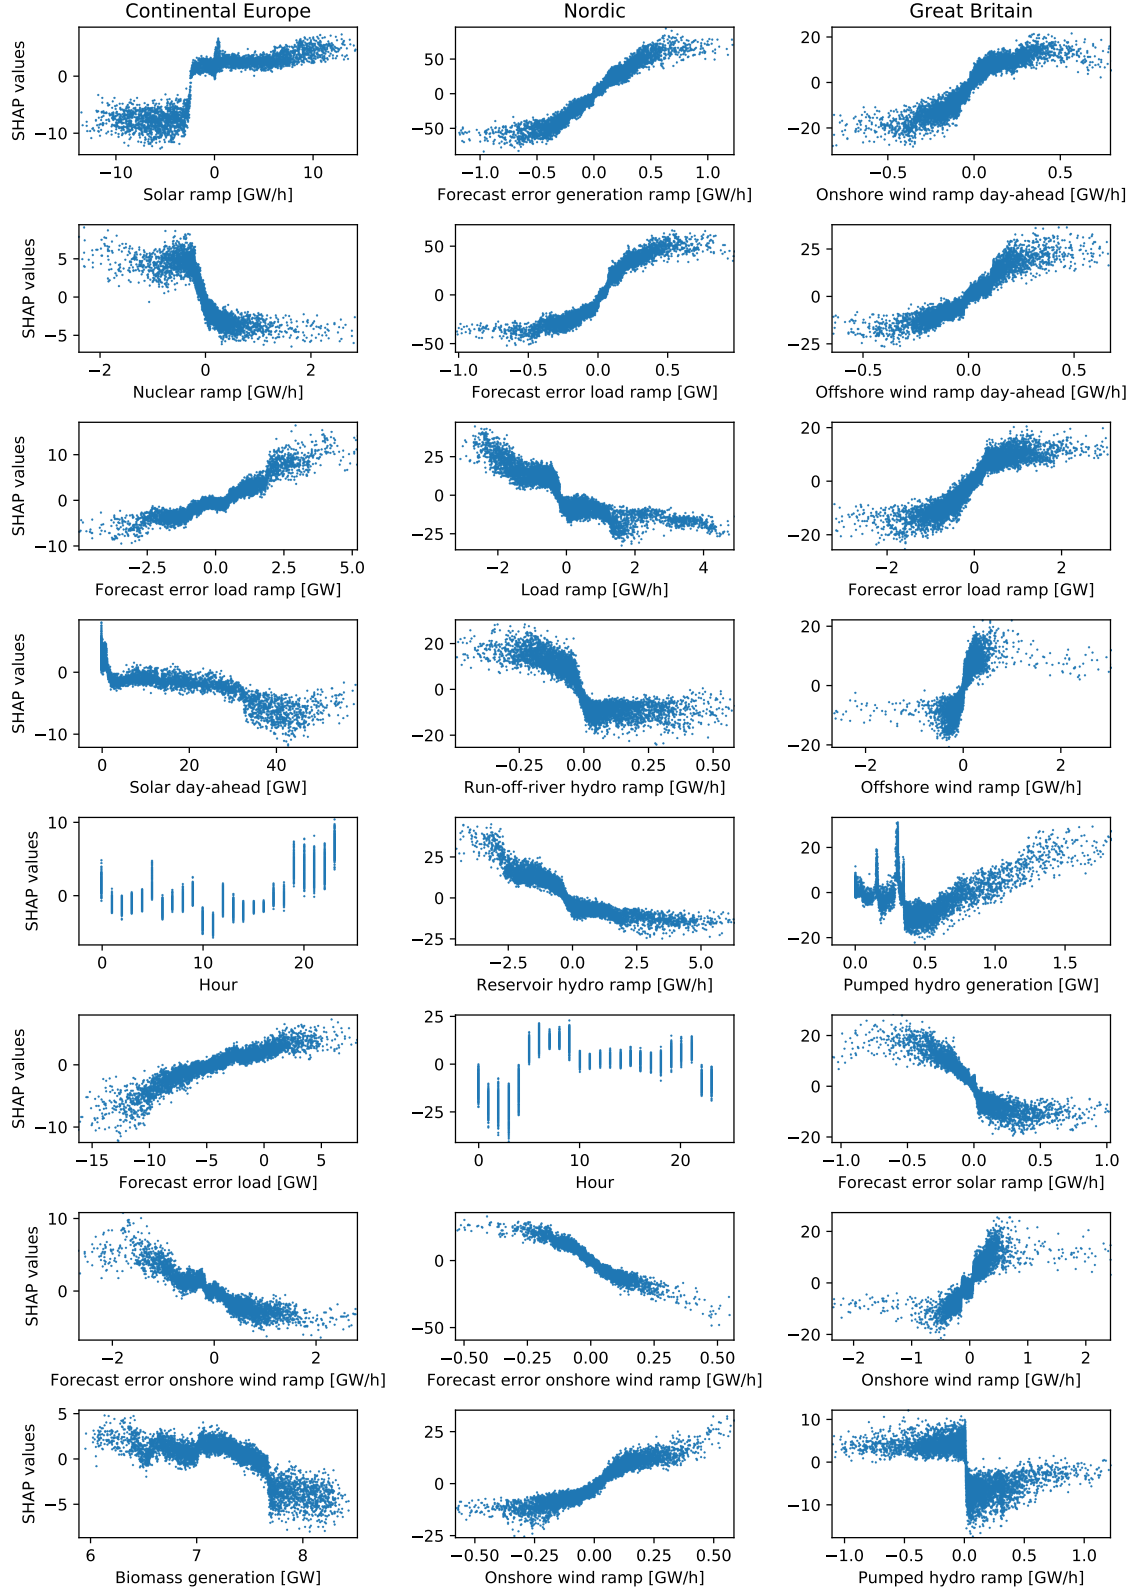 Continental Europe Nordic Great Britain
SHAP values
0
−10
−10 0 10
Solar ramp [GW/h]
50
0
−50
−1.0 −0.5 0.0 0.5 1.0
Forecast error generation ramp [GW/h]
20
0
−20
−0.5 0.0 0.5
Onshore wind ramp day-ahead [GW/h]
SHAP values
5
0
−5
−2 0 2
Nuclear ramp [GW/h]
50
0
−50
−1.0 −0.5 0.0 0.5
Forecast error load ramp [GW]
25
0
−25
−0.5 0.0 0.5
Offshore wind ramp day-ahead [GW/h]
SHAP values
10
0
−10
−2.5 0.0 2.5 5.0
Forecast error load ramp [GW]
25
0
−25
−2 0 2 4
Load ramp [GW/h]
20
0
−20
−2 0 2
Forecast error load ramp [GW]
SHAP values
0
−10
0 20 40
Solar day-ahead [GW]
20
0
−20
−0.25 0.00 0.25 0.50
Run-off-river hydro ramp [GW/h]
20
0
−20
−2 0 2
Offshore wind ramp [GW/h]
SHAP values
10
0
0 10 20
Hour
25
0
−25
−2.5 0.0 2.5 5.0
Reservoir hydro ramp [GW/h]
20
0
−20
0.0 0.5 1.0 1.5
Pumped hydro generation [GW]
SHAP values
0
−10
−15 −10 −5 0 5
Forecast error load [GW]
25
0
−25
0 10 20
Hour
20
0
−20
−1.0 −0.5 0.0 0.5 1.0
Forecast error solar ramp [GW/h]
SHAP values
10
0
−2 0 2
Forecast error onshore wind ramp [GW/h]
0
−50
−0.50 −0.25 0.00 0.25 0.50
Forecast error onshore wind ramp [GW/h]
20
0
−20
−2 −1 0 1 2
Onshore wind ramp [GW/h]
SHAP values
5
0
−5
6 7 8
Biomass generation [GW]
25
0
−25
−0.50 −0.25 0.00 0.25 0.50
Onshore wind ramp [GW/h]
10
0
−10
−1.0 −0.5 0.0 0.5 1.0
Pumped hydro ramp [GW/h]